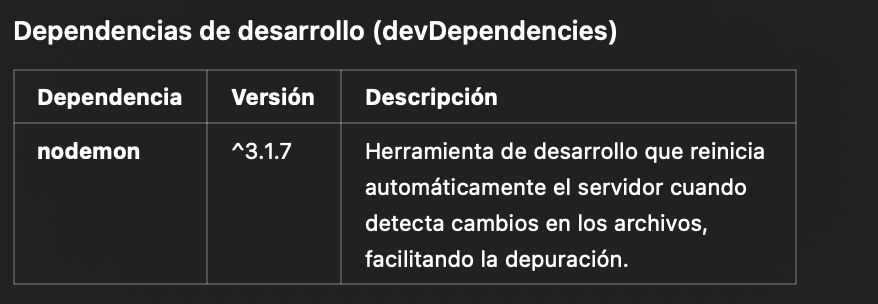 Dependencias de desarrollo (devDependencies)
Dependencia Versión Descripción
nodemon ^3.1.7 Herramienta de desarrollo que reinicia
automáticamente el servidor cuando
detecta cambios en los archivos,
facilitando la depuración.